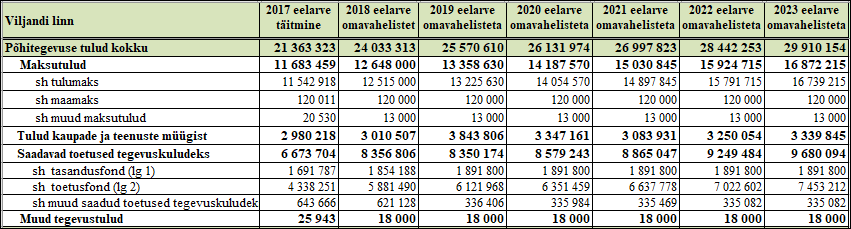 Viljandi linn 2017 eelarve täitmine 2018 eelarve omavahelistet 2019 eelarve omavahelisteta 2020 eelarve omavahelisteta 2021 eelarve omavahelisteta 2022 eelarve omavahelisteta 2023 eelarve omavahelisteta
Põhitegevuse tulud kokku 21 363 323 24 033 313 25 570 610 26 131 974 26 997 823 28 442 253 29 910 154
Maksutulud 11 683 459 12 648 000 13 358 630 14 187 570 15 030 845 15 924 715 16 872 215
sh tulumaks 11 542 918 12 515 000 13 225 630 14 054 570 14 897 845 15 791 715 16 739 215
sh maamaks 120 011 120 000 120 000 120 000 120 000 120 000 120 000
sh muud maksutulud 20 530 13 000 13 000 13 000 13 000 13 000 13 000
Tulud kaupade ja teenuste müügist 2 980 218 3 010 507 3 843 806 3 347 161 3 083 931 3 250 054 3 339 845
Saadavad toetused tegevuskuludeks 6 673 704 8 356 806 8 350 174 8 579 243 8 865 047 9 249 484 9 680 094
sh tasandusfond (lg 1) 1 691 787 1 854 188 1 891 800 1 891 800 1 891 800 1 891 800 1 891 800
sh toetusfond (lg 2) 4 338 251 5 881 490 6 121 968 6 351 459 6 637 778 7 022 602 7 453 212
sh muud saadud toetused tegevuskuludek 643 666 621 128 336 406 335 984 335 469 335 082 335 082
Muud tegevustulud 25 943 18 000 18 000 18 000 18 000 18 000 18 000